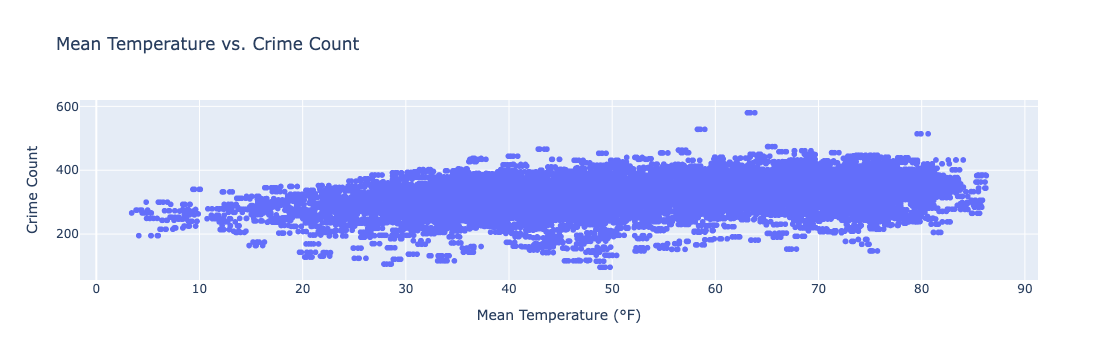 Mean Temperature vs. Crime Count
600
400
200
Crime Count
0 10 20 30 40 50 60 70 80 90
Mean Temperature (°F)